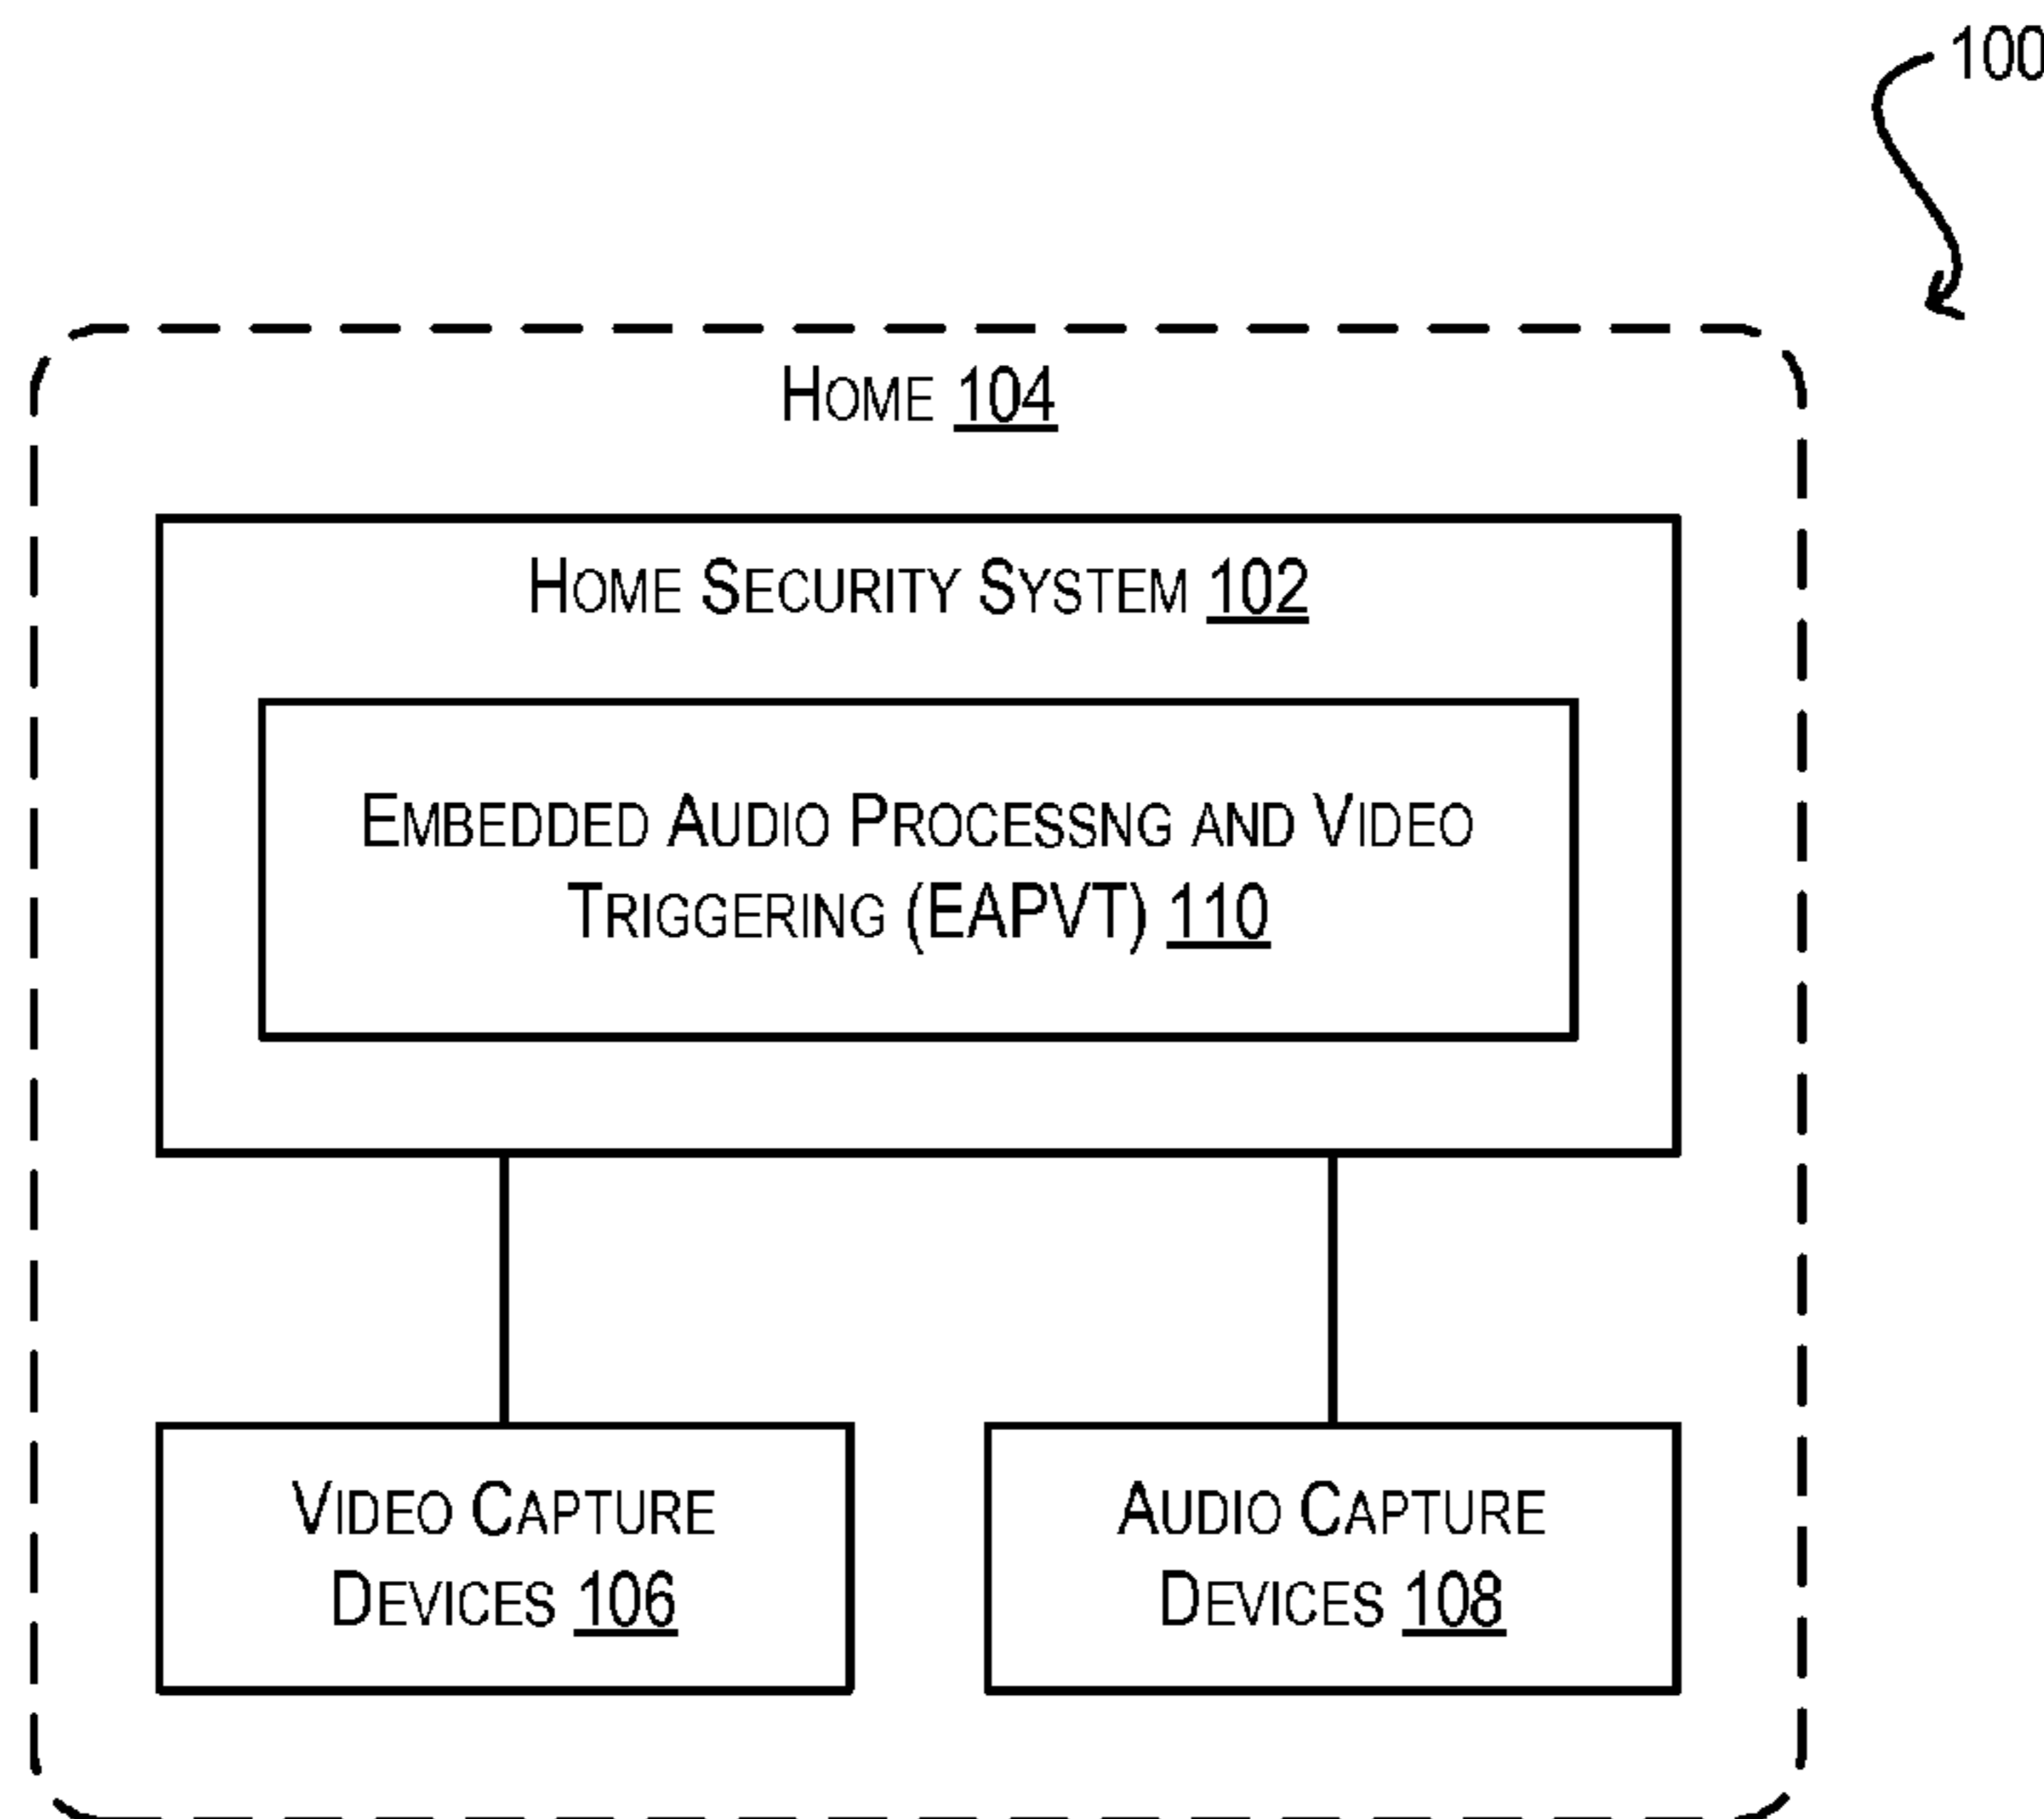 100
HOME 104
HOME SECURITY SYSTEM 102
EMBEDDED AUDIO PROCESSNG AND VIDEO
TRIGGERING (EAPVT) 110
VIDEO CAPTURE
DEVICES 106
AUDIO CAPTURE
DEVICES 108